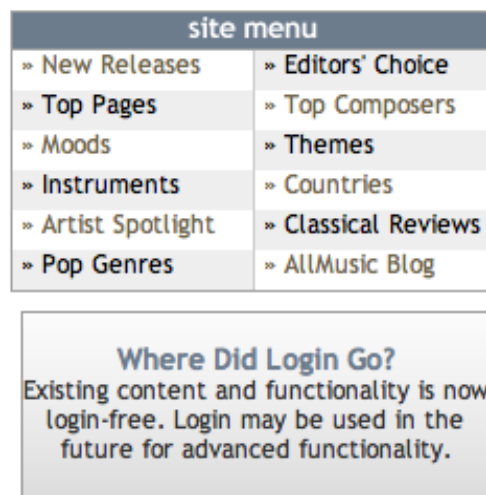 site menu
» New Releases » Editors' Choice
» Top Pages » Top Composers
» Moods » Themes
» Instruments » Countries
» Artist Spotlight » Classical Reviews
» Pop Genres » AllMusic Blog
Where Did Login Go?
Existing content and functionality is now
login-free. Login may be used in the
future for advanced functionality.